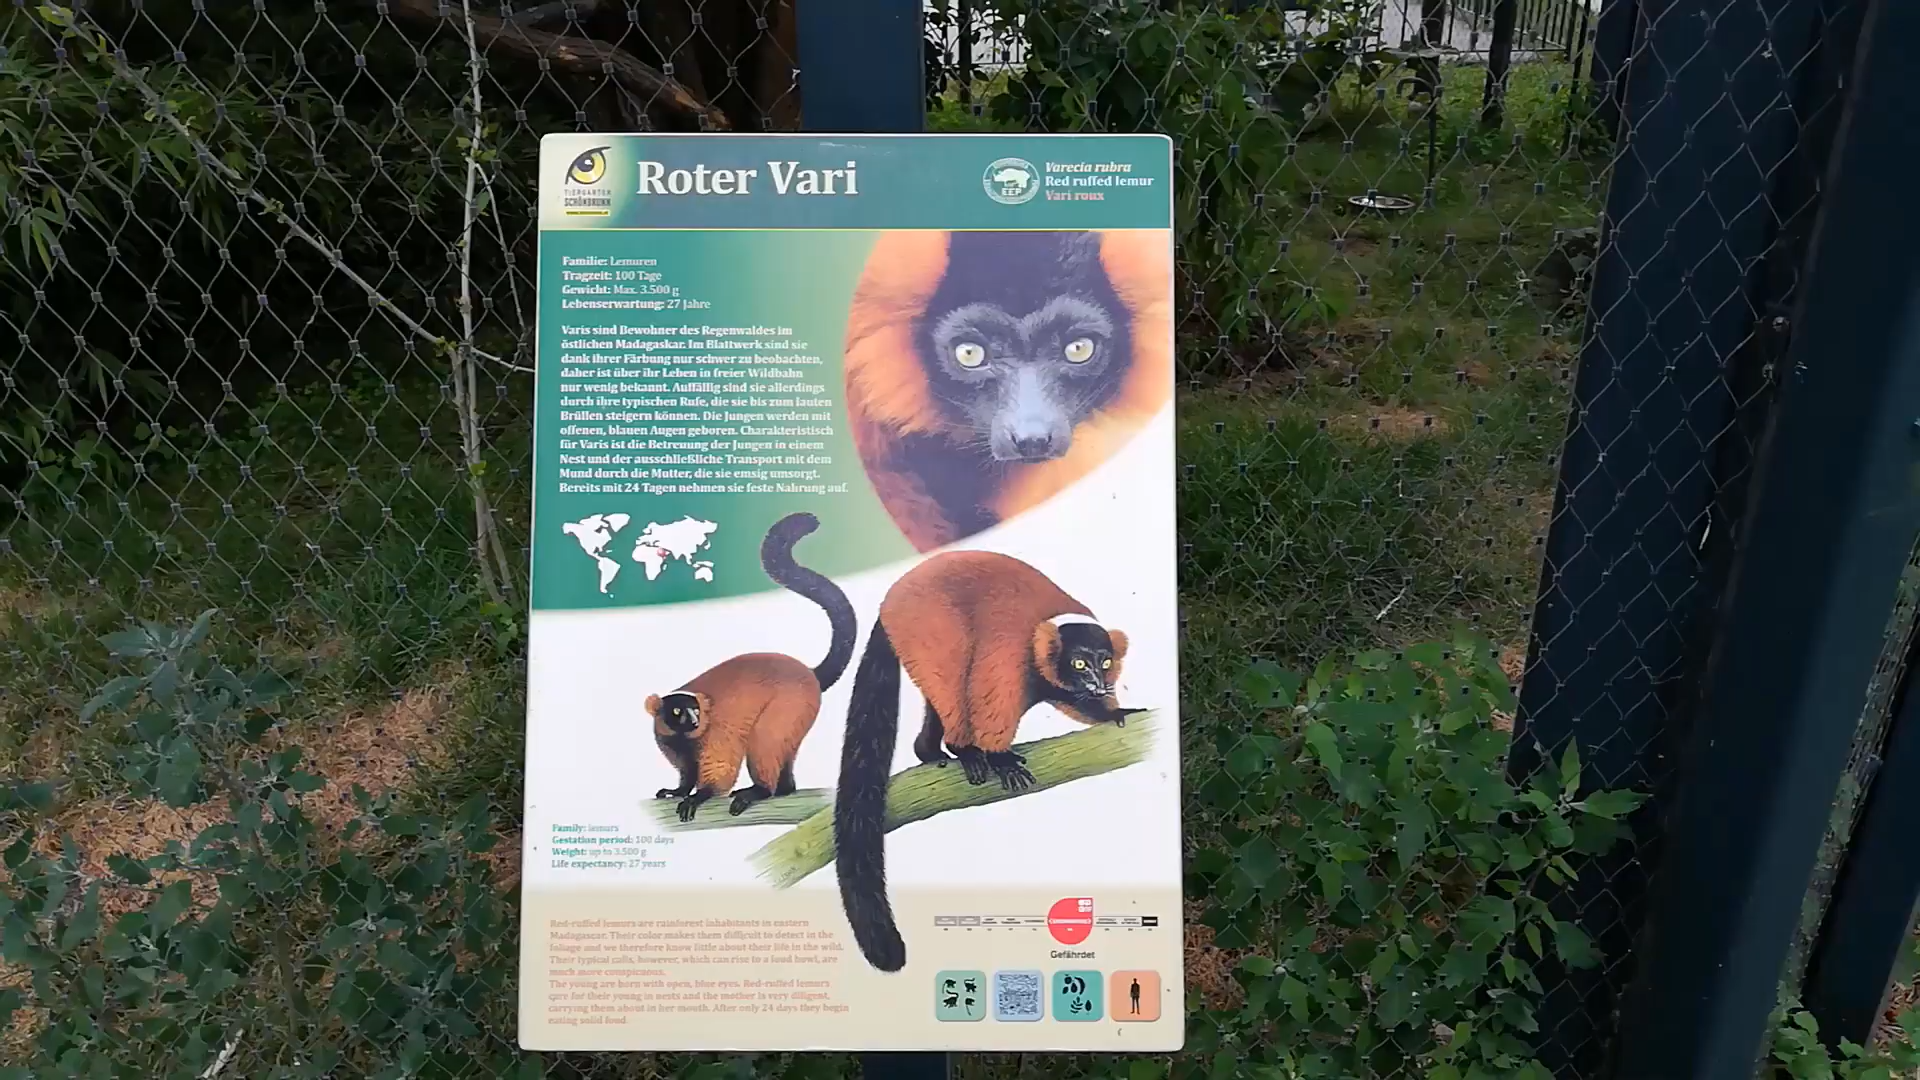 TIERGARTEN
SCHÖNBRUNN
Roter Vari
EEP
Varecia rubra
Red ruffed lemur
Vari roux
Familie: Lemuren
Tragzeit: 100 Tage
Gewicht: Max. 3.500 g
Lebenserwartung: 27 Jahre
Varis sind Bewohner des Regenwaldes im
östlichen Madagaskar. Im Blattwerk sind sie
dank ihrer Färbung nur schwer zu beobachten,
daher ist über ihr Leben in freier Wildbahn
nur wenig bekannt. Auffällig sind sie allerdings
durch ihre typischen Rufe, die sie bis zum lauten
Brüllen steigern können. Die Jungen werden mit
offenen, blauen Augen geboren. Charakteristisch
für Varis ist die Betreuung der Jungen in einem
Nest und der ausschließliche Transport mit dem
Mund durch die Mutter, die sie emsig umsorgt.
Bereits mit 24 Tagen nehmen sie feste Nahrung auf.
Family: lemurs
Gestation period: 100 days
Weight: up to 3.500 g
Life expectancy: 27 years
Red-ruffed lemurs are rainforest inhabitants in eastern
Madagascar. Their color makes them difficult to detect in the
foliage and we therefore know little about their life in the wild.
Their typical calls, however, which can rise to a loud howl, are
much more conspicuous.
The young are born with open, blue eyes. Red-ruffed lemurs
care for their young in nests and the mother is very diligent,
carrying them about in her mouth. After only 24 days they begin
eating solid food.
Gefährdet